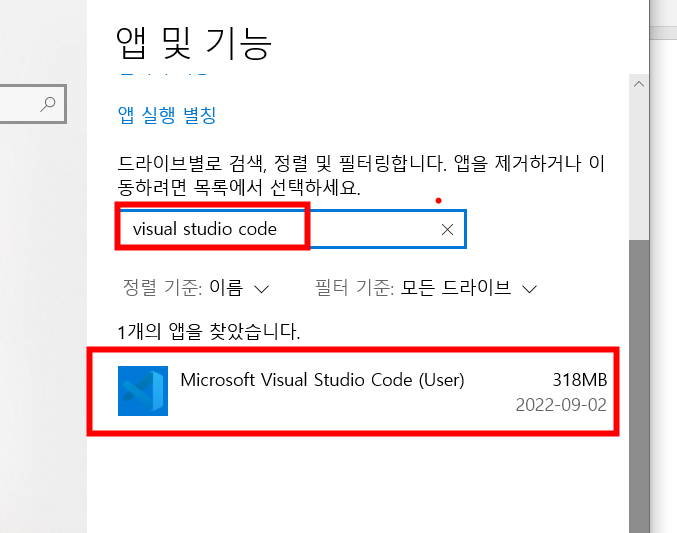 앱 및 기능
앱 실행 별칭
드라이브별로 검색, 정렬 및 필터링합니다. 앱을 제거하거나 이
동하려면 목록에서 선택하세요.
visual studio code
정렬 기준: 이름 필터 기준: 모든 드라이브
1개의 앱을 찾았습니다.
Microsoft Visual Studio Code (User) 318MB
2022-09-02